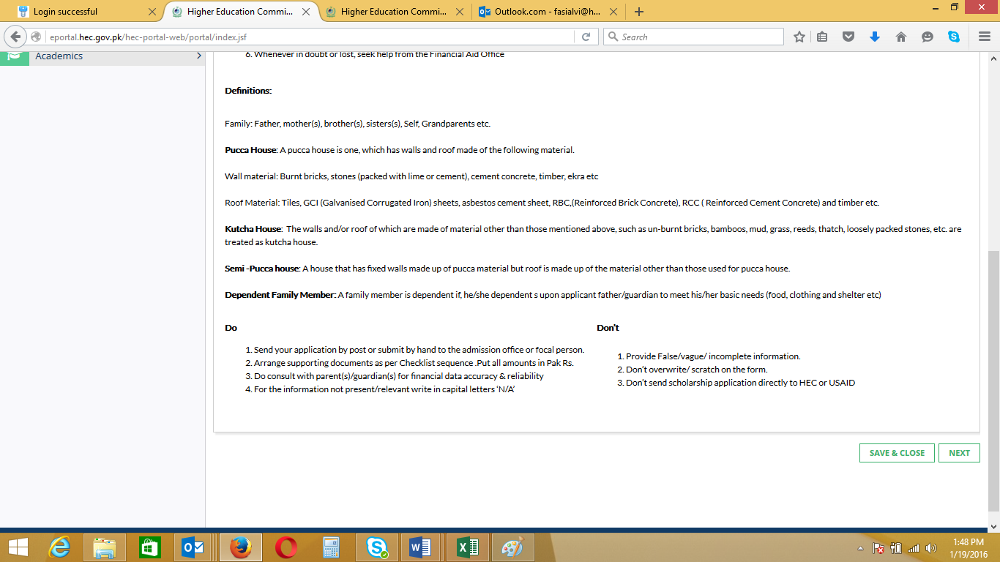 Login successful
Higher Education Commi...
Higher Education Commi...
Outlook.com - fasialvi@h...
eportal.hec.gov.pk/hec-portal-web/portal/index.jsf
Search
Academics
6. Whenever in doubt or lost, seek help from the Financial Aid Office
Definitions:
Family: Father, mother(s), brother(s), sisters(s), Self, Grandparents etc.
Pucca House: A pucca house is one, which has walls and roof made of the following material.
Wall material: Burnt bricks, stones (packed with lime or cement), cement concrete, timber, ekra etc
Roof Material: Tiles, GCI (Galvanised Corrugated Iron) sheets, asbestos cement sheet, RBC,(Reinforced Brick Concrete), RCC ( Reinforced Cement Concrete) and timber etc.
Kutcha House:  The walls and/or roof of which are made of material other than those mentioned above, such as un-burnt bricks, bamboos, mud, grass, reeds, thatch, loosely packed stones, etc. are
treated as kutcha house.
Semi -Pucca house: A house that has fixed walls made up of pucca material but roof is made up of the material other than those used for pucca house.
Dependent Family Member: A family member is dependent if, he/she dependent s upon applicant father/guardian to meet his/her basic needs (food, clothing and shelter etc)
Do
1. Send your application by post or submit by hand to the admission office or focal person.
2. Arrange supporting documents as per Checklist sequence .Put all amounts in Pak Rs.
3. Do consult with parent(s)/guardian(s) for financial data accuracy & reliability
4. For the information not present/relevant write in capital letters ‘N/A’
Don’t
1. Provide False/vague/ incomplete information.
2. Don’t overwrite/ scratch on the form.
3. Don’t send scholarship application directly to HEC or USAID
SAVE & CLOSE
NEXT
1:48 PM
1/19/2016